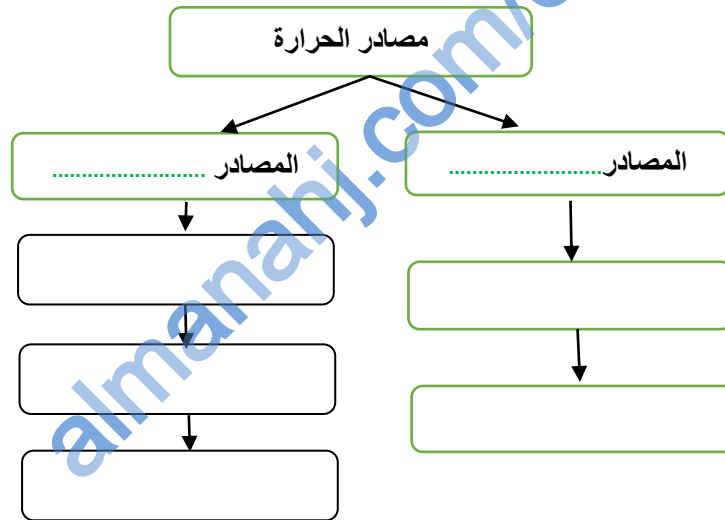 مصادر الحرارة
المصادر..........................
المصادر ..........................
almanahj.com/